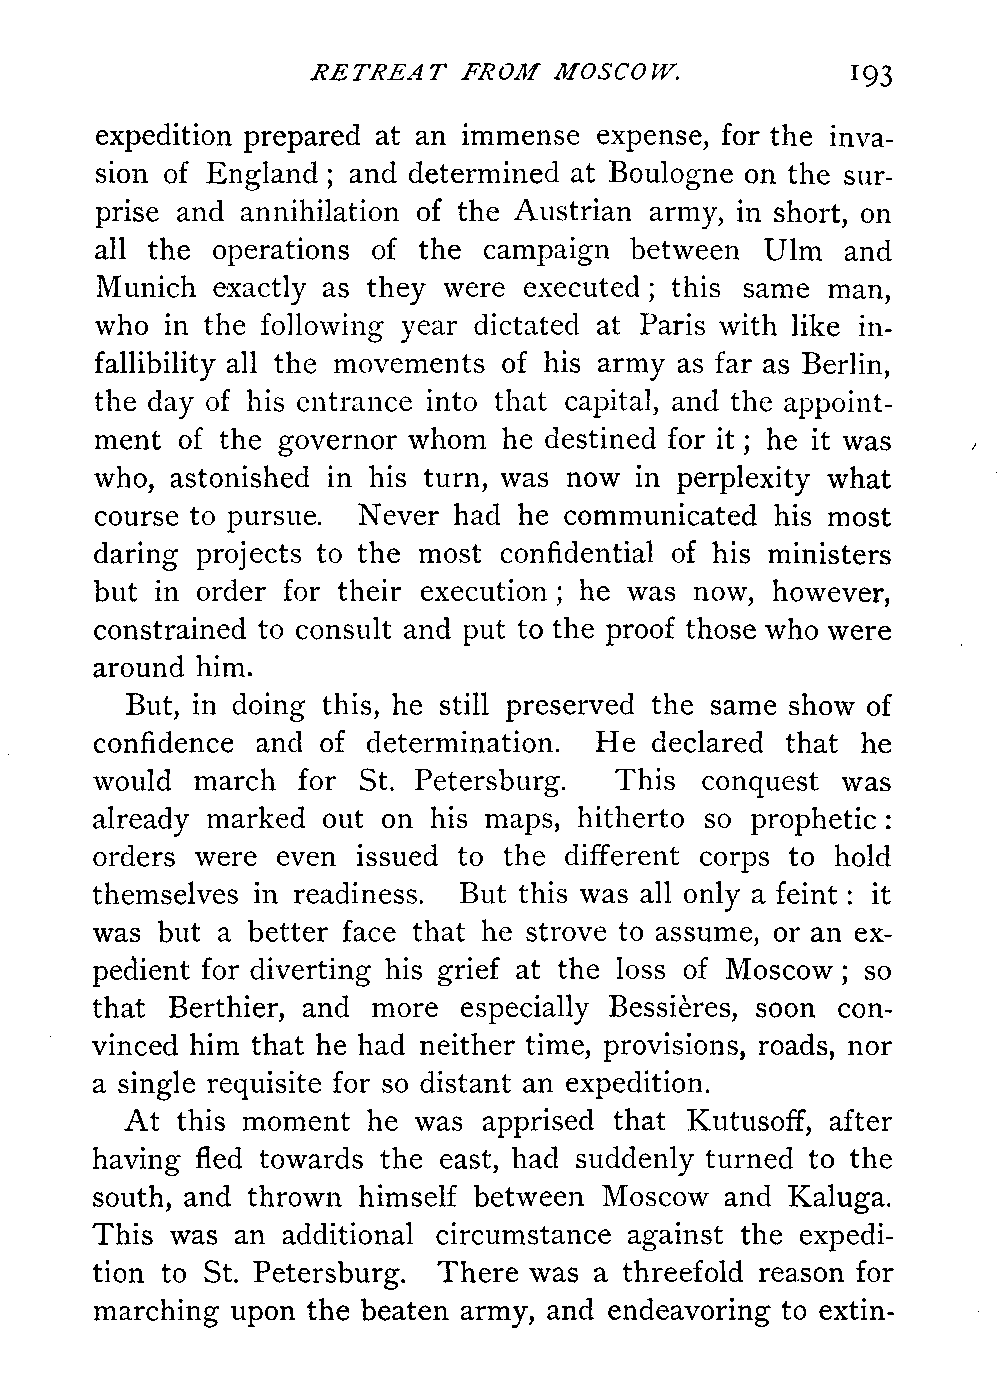 RETREAT FROM MOSCOW. 193
expedition prepared at an immense expense, for the inva-
sion of England ; and determined at Boulogne on the sur-
prise and annihilation of the Austrian army, in short, on
all the operations of the campaign between Ulm and
Munich exactly as they were executed ; this same man,
who in the following year dictated at Paris with like in-
fallibility all the movements of his army as far as Berlin,
the day of his entrance into that capital, and the appoint-
ment of the governor whom he destined for it ; he it was
who, astonished in his turn, was now in perplexity what
course to pursue. Never had he communicated his most
daring projects to the most confidential of his ministers
but in order for their execution ; he was now, however,
constrained to consult and put to the proof those who were
around him.
But, in doing this, he still preserved the same show of
confidence and of determination. He declared that he
would march for St. Petersburg. This conquest was
already marked out on his maps, hitherto so prophetic :
orders were even issued to the different corps to hold
themselves in readiness. But this was all only a feint : it
was but a better face that he strove to assume, or an ex-
pedient for diverting his grief at the loss of Moscow ; so
that Berthier, and more especially Bessières, soon con-
vinced him that he had neither time, provisions, roads, nor
a single requisite for so distant an expedition.
At this moment he was apprised that Kutusoff, after
having fled towards the east, had suddenly turned to the
south, and thrown himself between Moscow and Kaluga.
This was an additional circumstance against the expedi-
tion to St. Petersburg. There was a threefold reason for
marching upon the beaten army, and endeavoring to extin-